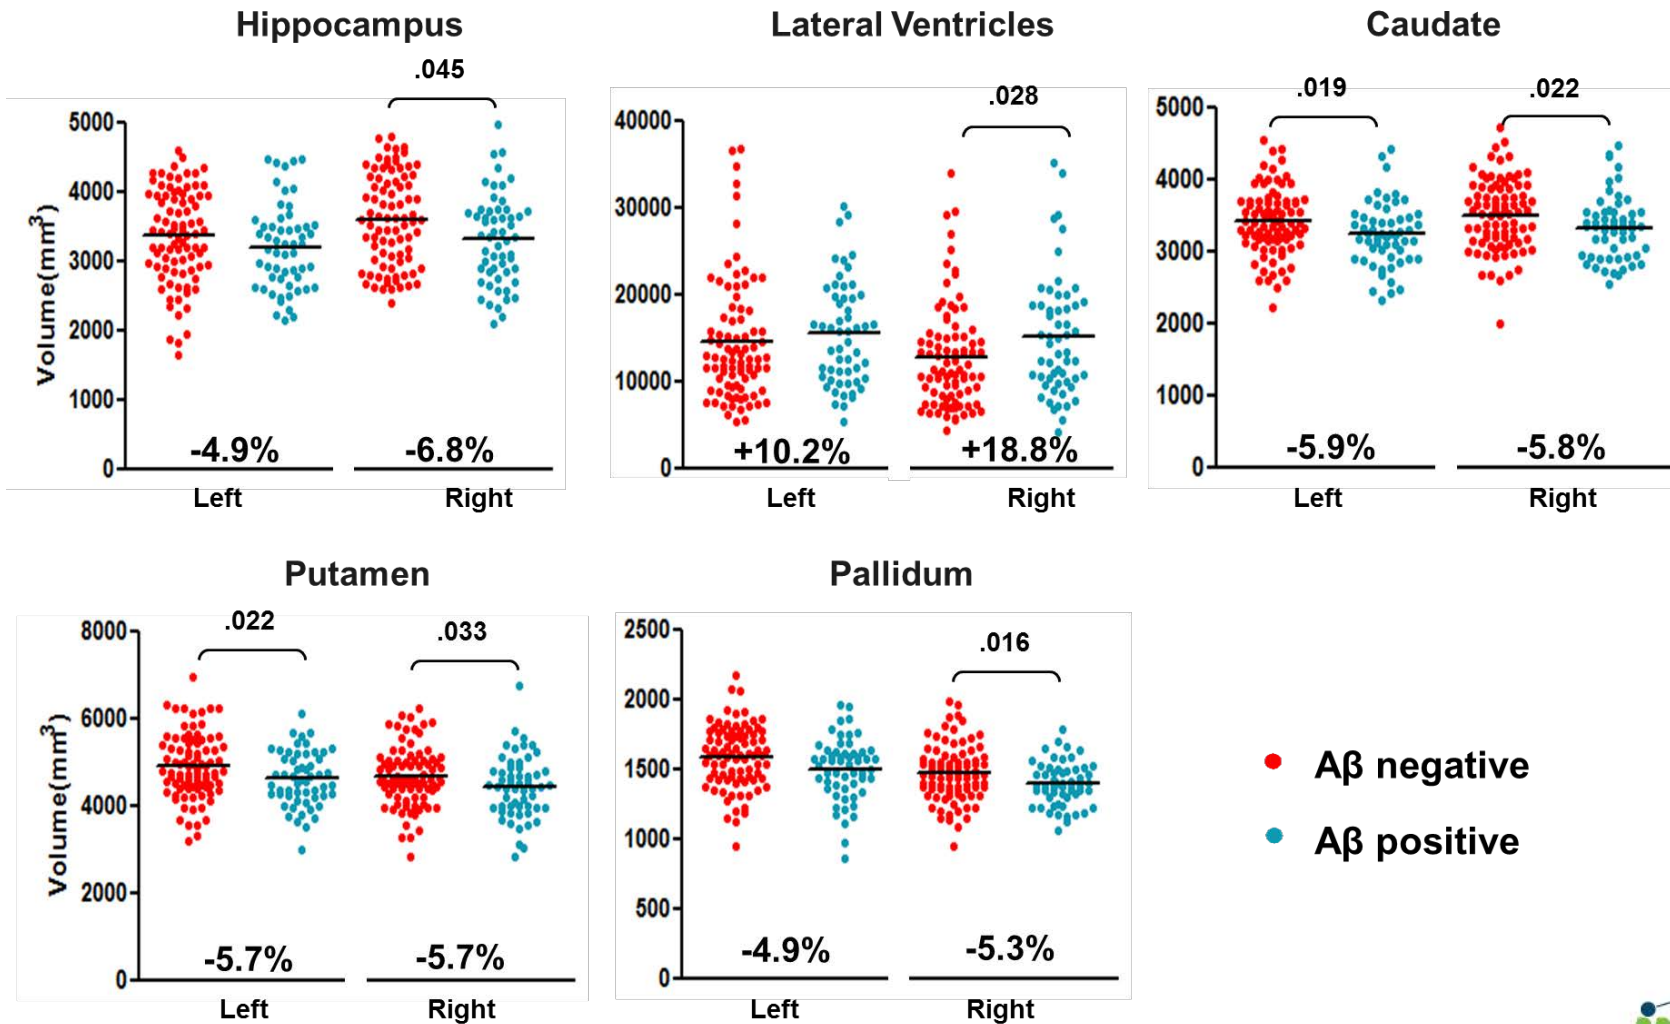 Hippocampus
.045
Volume(mm³)
5000
4000
3000
2000
1000
0
-4.9%
-6.8%
Left
Right
Lateral Ventricles
.028
40000
30000
20000
10000
0
+10.2%
+18.8%
Left
Right
Caudate
.019
.022
5000
4000
3000
2000
1000
0
-5.9%
-5.8%
Left
Right
Putamen
.022
.033
Volume(mm³)
8000
6000
4000
2000
0
-5.7%
-5.7%
Left
Right
Pallidum
.016
2500
2000
1500
1000
500
0
-4.9%
-5.3%
Left
Right
Aβ negative
Aβ positive